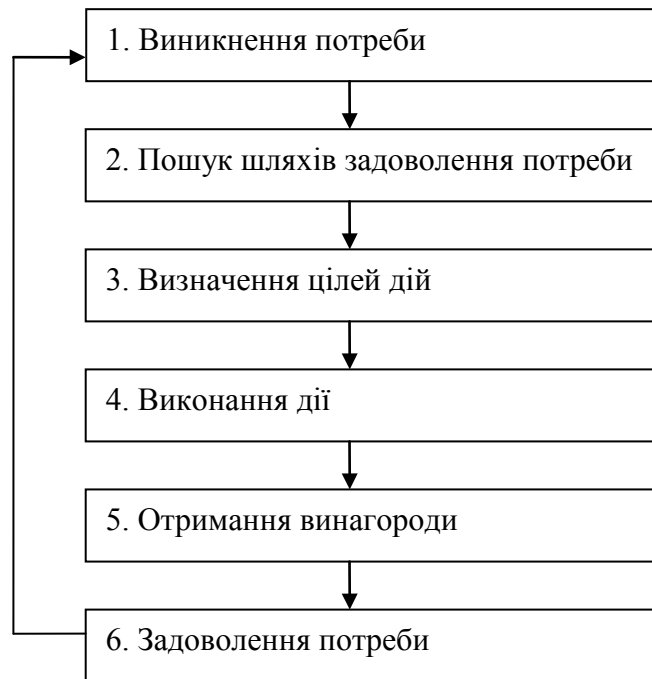 1. Виникнення потреби
2. Пошук шляхів задоволення потреби
3. Визначення цілей дій
4. Виконання дії
5. Отримання винагороди
6. Задоволення потреби